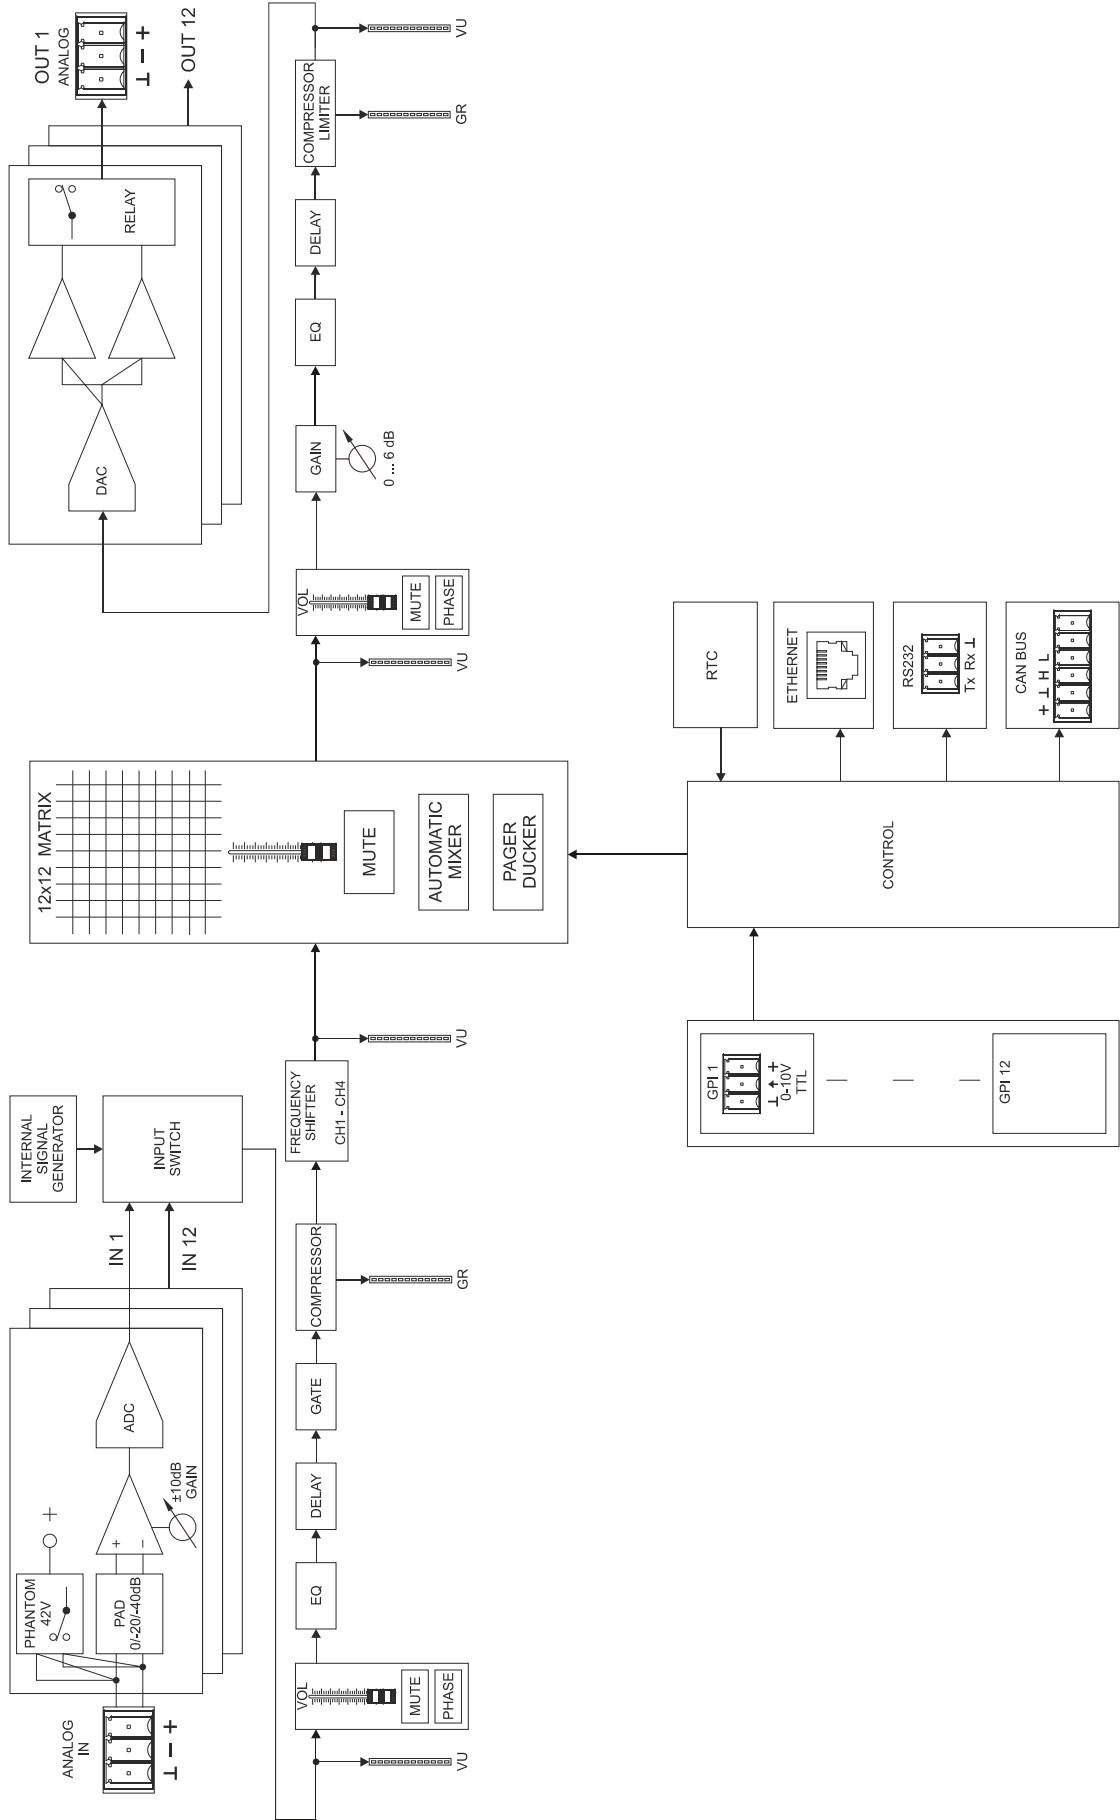 ANALOG
IN
⊥ − +
PHANTOM
42V
+
PAD
0/-20/-40dB
+
−
±10dB
GAIN
ADC
IN 1
IN 12
INTERNAL
SIGNAL
GENERATOR
INPUT
SWITCH
VU
VOL
MUTE
PHASE
EQ
DELAY
GATE
COMPRESSOR
GR
FREQUENCY
SHIFTER
CH1 - CH4
VU
12x12 MATRIX
MUTE
AUTOMATIC
MIXER
PAGER
DUCKER
VU
VOL
MUTE
PHASE
GAIN
0 ... 6 dB
EQ
DELAY
COMPRESSOR
LIMITER
GR
VU
DAC
RELAY
OUT 1
ANALOG
⊥ − +
OUT 12
GPI 1
⊥ ↑ +
0-10V
TTL
GPI 12
CONTROL
RTC
ETHERNET
RS232
Tx Rx ⊥
CAN BUS
+ ⊥ H L